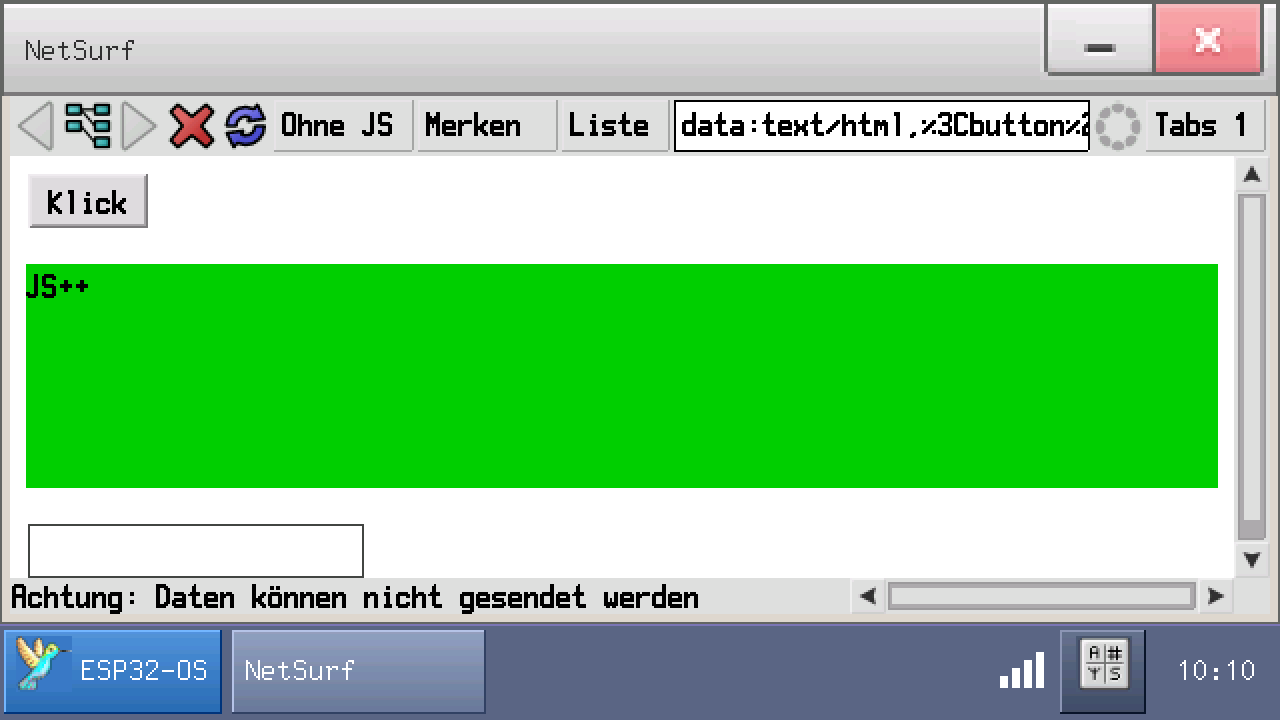 NetSurf
Ohne JS Merken Liste data:text/html,%3Cbutton% Tabs 1
Klick
JS++
Achtung: Daten können nicht gesendet werden
ESP32-OS NetSurf A # Y S 10:10